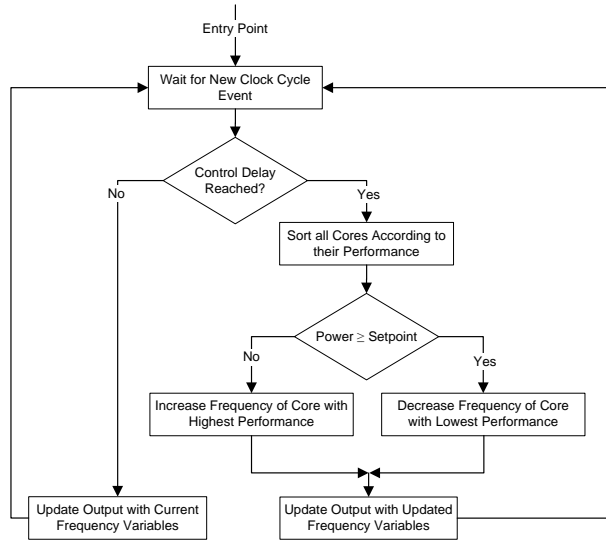 Entry Point
Wait for New Clock Cycle
Event
Control Delay
Reached?
No
Yes
Sort all Cores According to
their Performance
Power ≥ Setpoint
No
Yes
Increase Frequency of Core with
Highest Performance
Decrease Frequency of Core
with Lowest Performance
Update Output with Current
Frequency Variables
Update Output with Updated
Frequency Variables